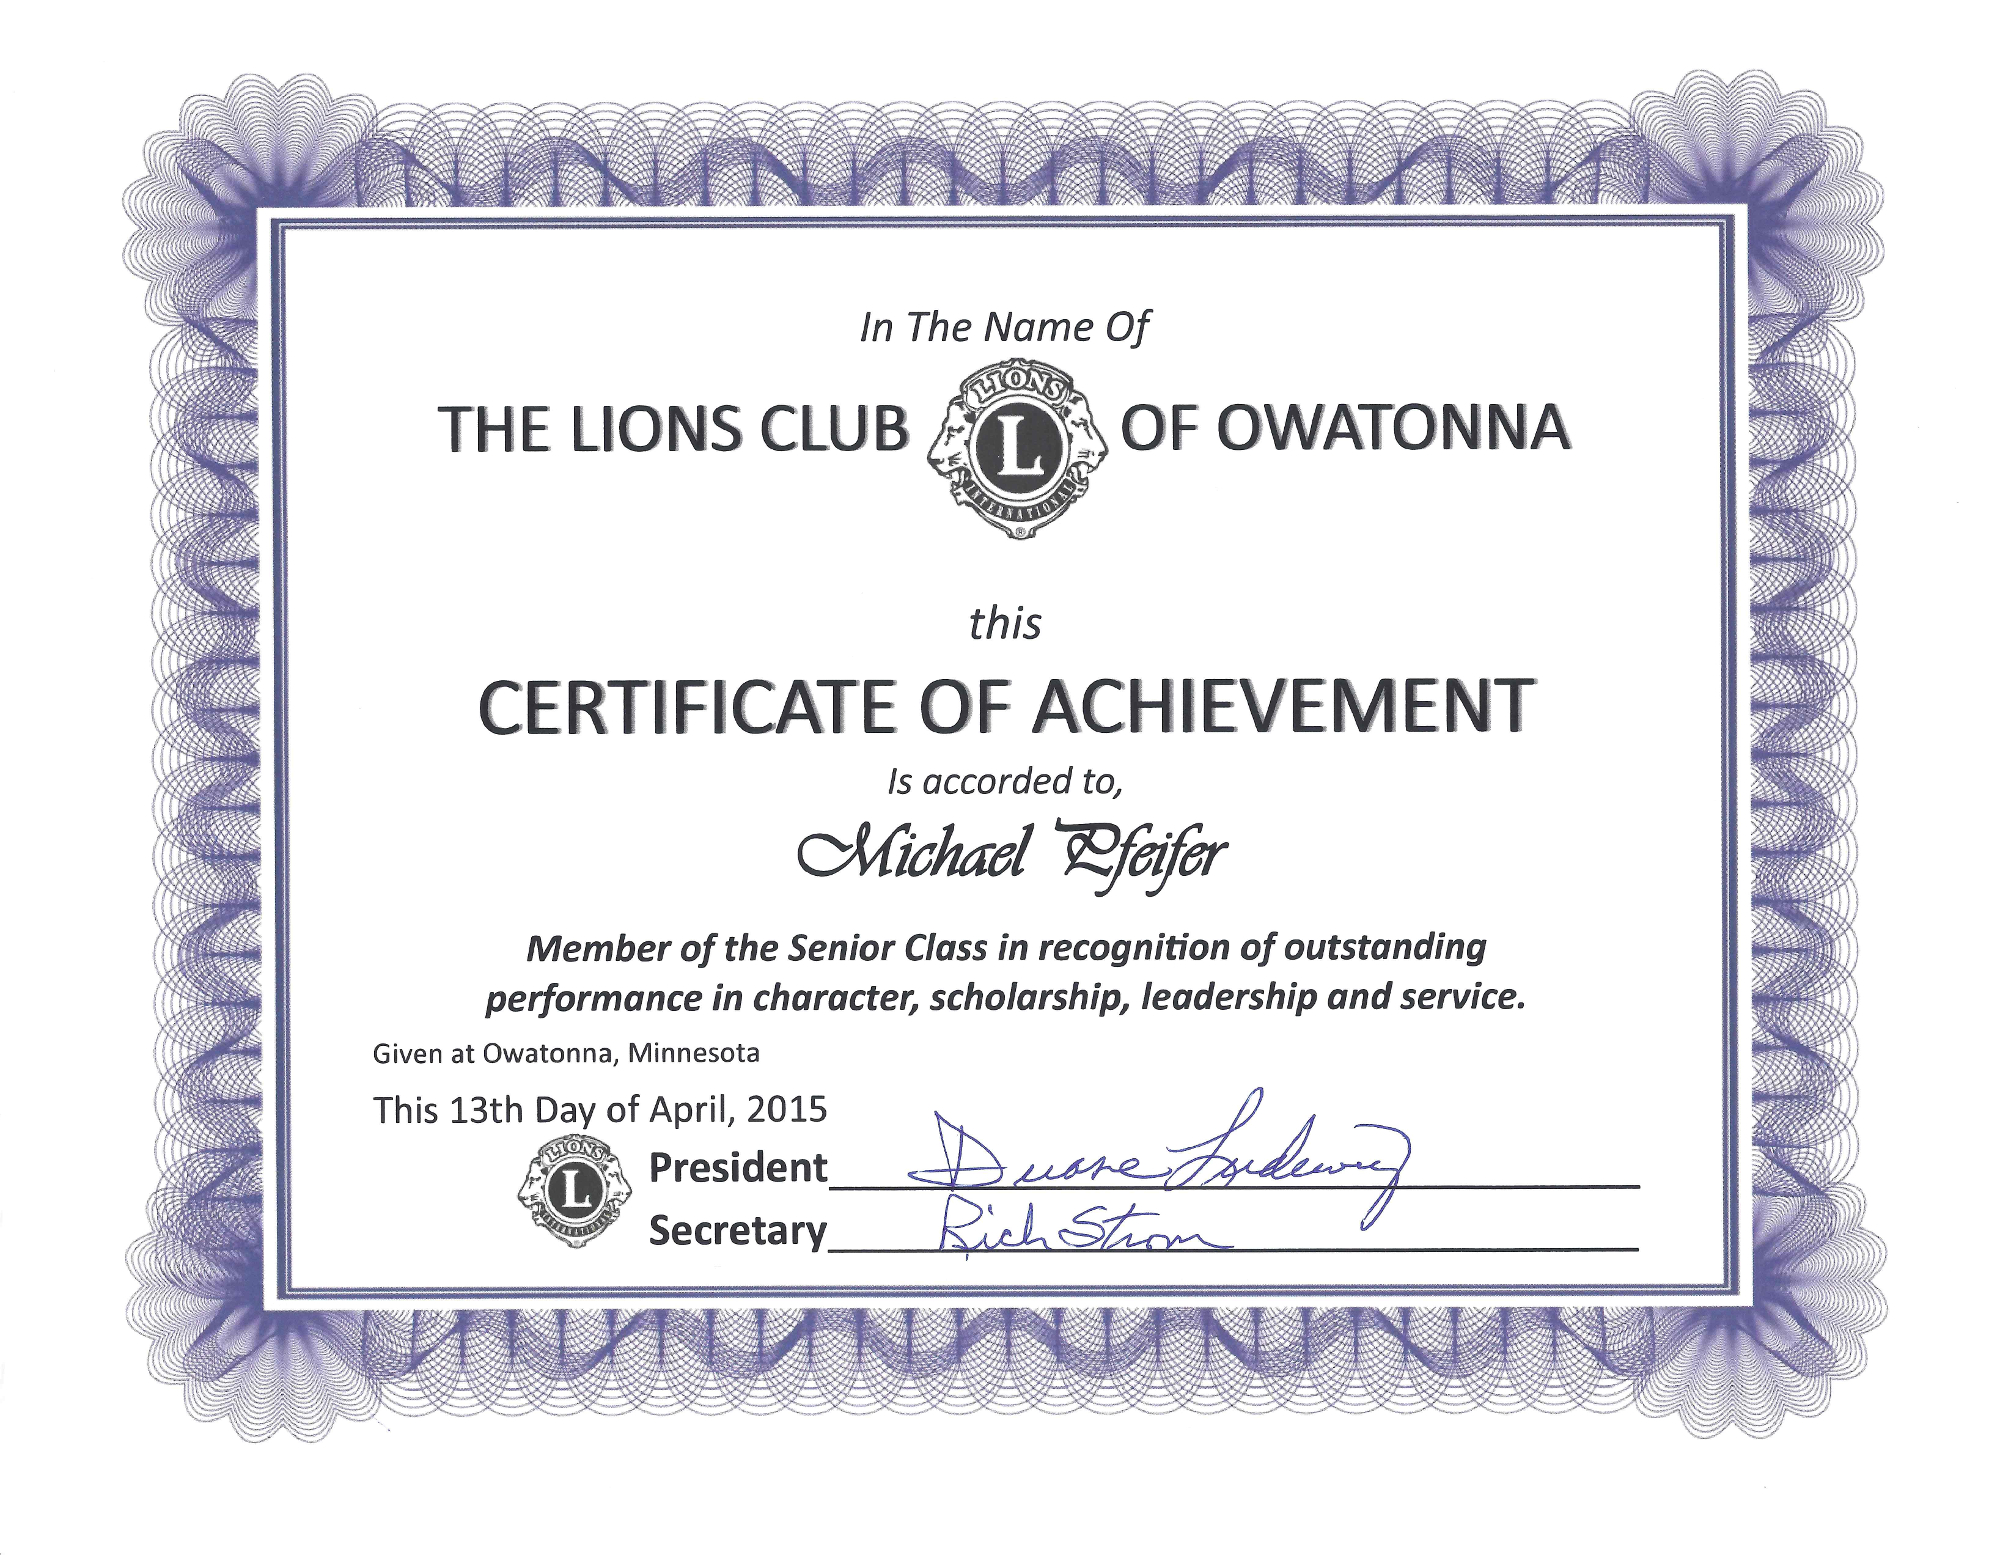 In The Name Of
THE LIONS CLUB LIONS L INTERNATIONAL ® OF OWATONNA
this
CERTIFICATE OF ACHIEVEMENT
Is accorded to,
Michael Pfeifer
Member of the Senior Class in recognition of outstanding
performance in character, scholarship, leadership and service.
Given at Owatonna, Minnesota
This 13th Day of April, 2015
LIONS L INTERNATIONAL
President Duane
Secretary Rich Strom